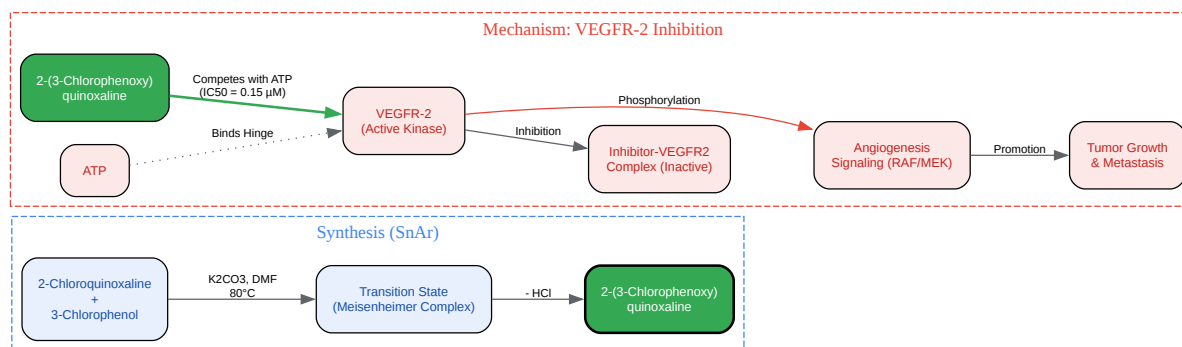 Mechanism: VEGFR-2 Inhibition
2-(3-Chlorophenoxy)
quinoxaline
Competes with ATP
(IC50 = 0.15 µM)
Binds Hinge
ATP
VEGFR-2
(Active Kinase)
Phosphorylation
Inhibition
Inhibitor-VEGFR2
Complex (Inactive)
Angiogenesis
Signaling (RAF/MEK)
Promotion
Tumor Growth
& Metastasis
Synthesis (SnAr)
2-Chloroquinoxaline
+
3-Chlorophenol
K2CO3, DMF
80°C
Transition State
(Meisenheimer Complex)
- HCl
2-(3-Chlorophenoxy)
quinoxaline